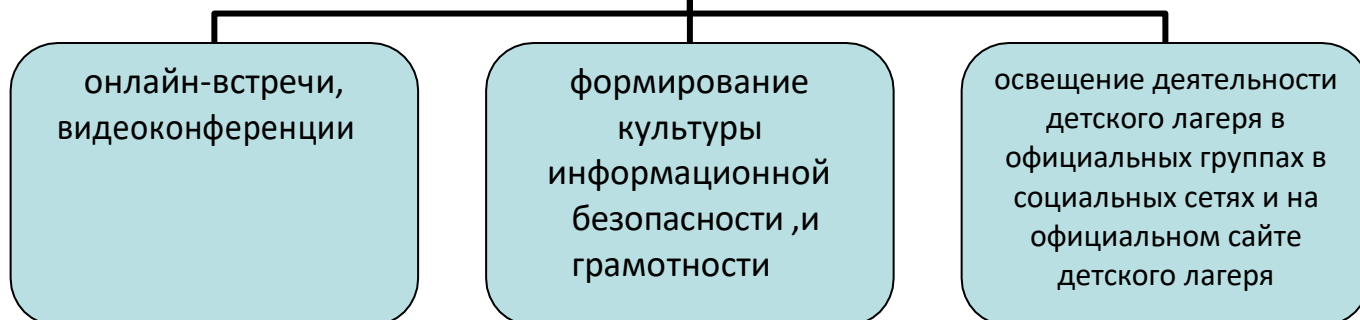 онлайн-встречи,
видеоконференции
формирование
культуры
информационной
безопасности ,и
грамотности
освещение деятельности
детского лагеря в
официальных группах в
социальных сетях и на
официальном сайте
детского лагеря